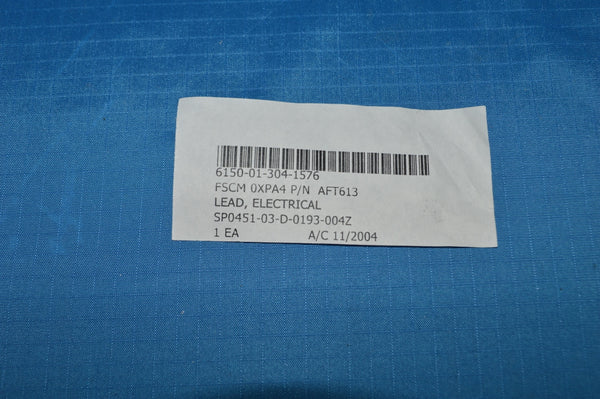 6150-01-304-1576
FSCM 0XPA4 P/N AFT613
LEAD, ELECTRICAL
SP0451-03-D-0193-004Z
1 EA A/C 11/2004